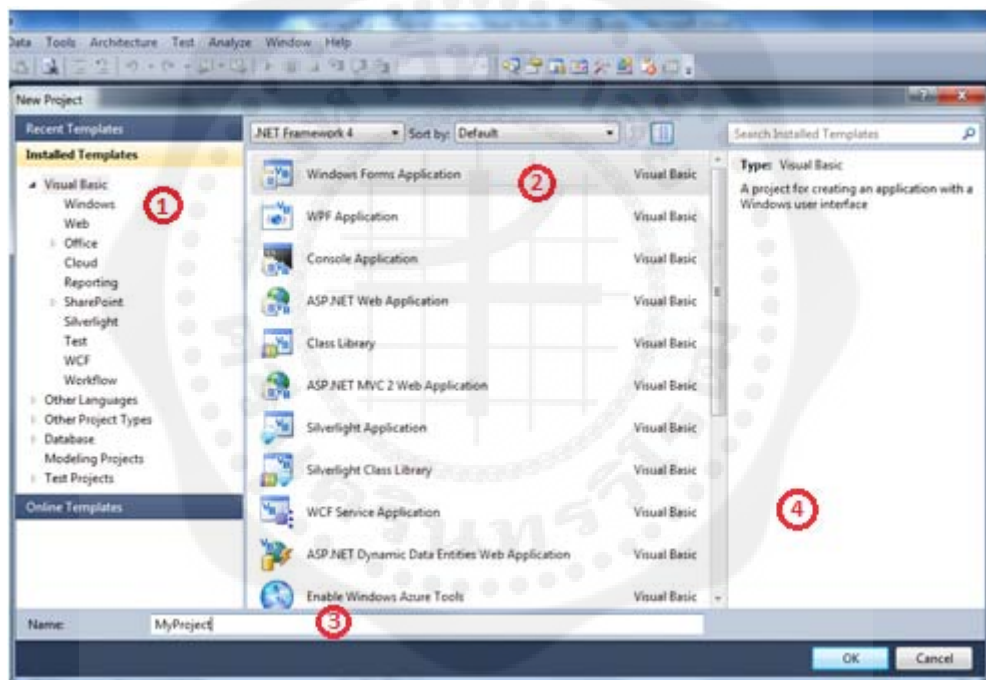 Data Tools Architecture Test Analyze Window Help
New Project
Recent Templates
.NET Framework 4 Sort by: Default
Search Installed Templates
Installed Templates
Visual Basic
Windows
Web
Office
Cloud
Reporting
SharePoint
Silverlight
Test
WCF
Workflow
Other Languages
Other Project Types
Database
Modeling Projects
Test Projects
Online Templates
1
Windows Forms Application Visual Basic
2
WPF Application Visual Basic
Console Application Visual Basic
ASP.NET Web Application Visual Basic
Class Library Visual Basic
ASP.NET MVC 2 Web Application Visual Basic
Silverlight Application Visual Basic
Silverlight Class Library Visual Basic
WCF Service Application Visual Basic
ASP.NET Dynamic Data Entities Web Application Visual Basic
Enable Windows Azure Tools Visual Basic
Type: Visual Basic
A project for creating an application with a
Windows user interface
4
Name: MyProject
3
OK Cancel